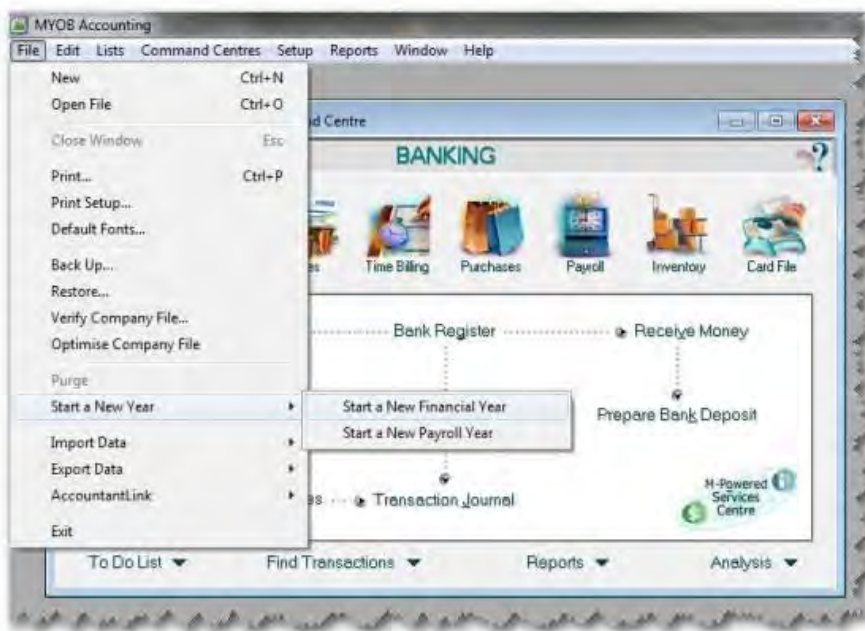 MYOB Accounting
File Edit Lists Command Centres Setup Reports Window Help
New Ctrl+N
Open File Ctrl+O
Close Window Esc
Print... Ctrl+P
Print Setup...
Default Fonts...
Back Up...
Restore...
Verify Company File...
Optimise Company File
Purge
Start a New Year
Start a New Financial Year
Start a New Payroll Year
Import Data
Export Data
AccountantLink
Exit
d Centre
BANKING
Time Billing Purchases Payroll Inventory Card File
Bank Register Receive Money
Prepare Bank Deposit
Transaction Journal
M-Powered
Services
Centre
To Do List Find Transactions Reports Analysis